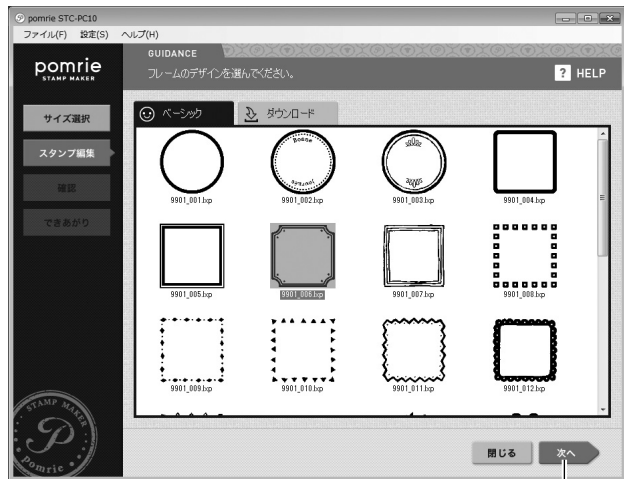 pomrie STC-PC10
ファイル(F) 設定(S) ヘルプ(H)
pomrie
STAMP MAKER
GUIDANCE
フレームのデザインを選んでください。
? HELP
サイズ選択
スタンプ編集
確認
できあがり
ベーシック
ダウンロード
Bonne
Journée
9901_001.lxp
9901_002.lxp
9901_003.lxp
9901_004.lxp
9901_005.lxp
9901_006.lxp
9901_007.lxp
9901_008.lxp
9901_009.lxp
9901_010.lxp
9901_011.lxp
9901_012.lxp
STAMP MAKER
P
Pomrie
閉じる
次へ